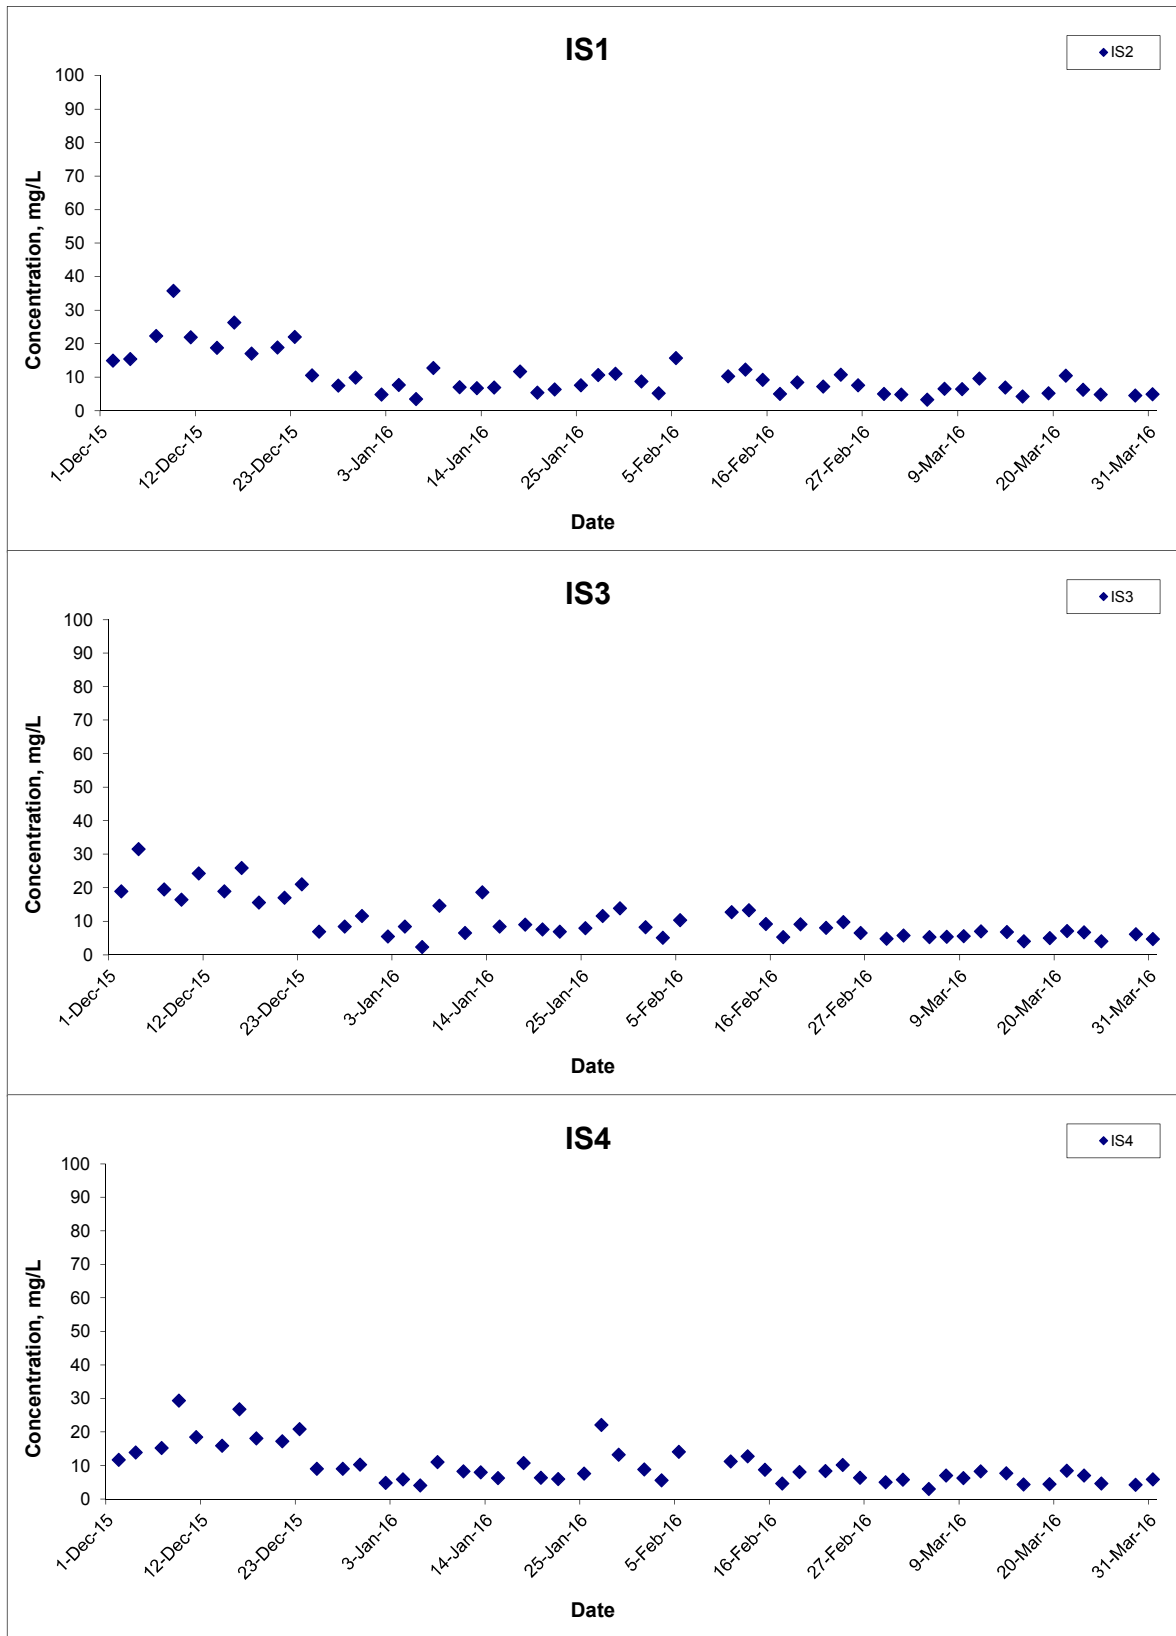 IS1
IS2
100
90
80
70
60
50
40
30
20
10
0
Concentration, mg/L
1-Dec-15
12-Dec-15
23-Dec-15
3-Jan-16
14-Jan-16
25-Jan-16
5-Feb-16
16-Feb-16
27-Feb-16
9-Mar-16
20-Mar-16
31-Mar-16
Date
IS3
IS3
100
90
80
70
60
50
40
30
20
10
0
Concentration, mg/L
1-Dec-15
12-Dec-15
23-Dec-15
3-Jan-16
14-Jan-16
25-Jan-16
5-Feb-16
16-Feb-16
27-Feb-16
9-Mar-16
20-Mar-16
31-Mar-16
Date
IS4
IS4
100
90
80
70
60
50
40
30
20
10
0
Concentration, mg/L
1-Dec-15
12-Dec-15
23-Dec-15
3-Jan-16
14-Jan-16
25-Jan-16
5-Feb-16
16-Feb-16
27-Feb-16
9-Mar-16
20-Mar-16
31-Mar-16
Date